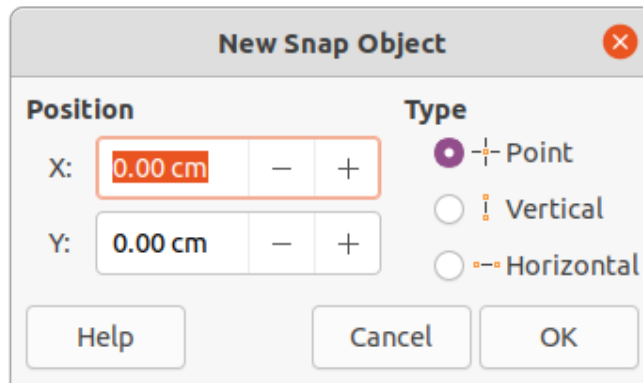 New Snap Object
Position
Type
X: 0.00 cm
Point
Vertical
Y: 0.00 cm
Horizontal
Help
Cancel
OK